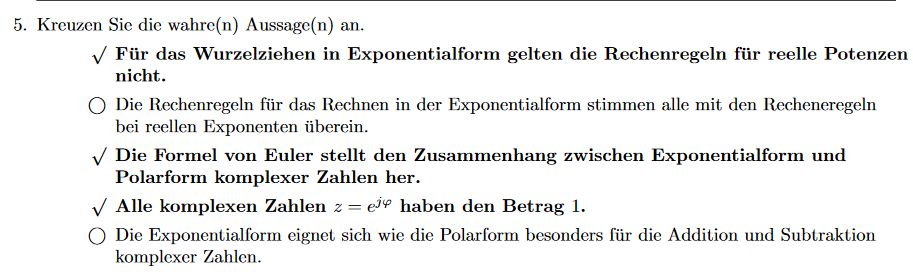 5. Kreuzen Sie die wahre(n) Aussage(n) an.
√ Für das Wurzelziehen in Exponentialform gelten die Rechenregeln für reelle Potenzen
nicht.
○ Die Rechenregeln für das Rechnen in der Exponentialform stimmen alle mit den Recheneregeln
bei reellen Exponenten überein.
√ Die Formel von Euler stellt den Zusammenhang zwischen Exponentialform und
Polarform komplexer Zahlen her.
√ Alle komplexen Zahlen z = e^{jφ} haben den Betrag 1.
○ Die Exponentialform eignet sich wie die Polarform besonders für die Addition und Subtraktion
komplexer Zahlen.